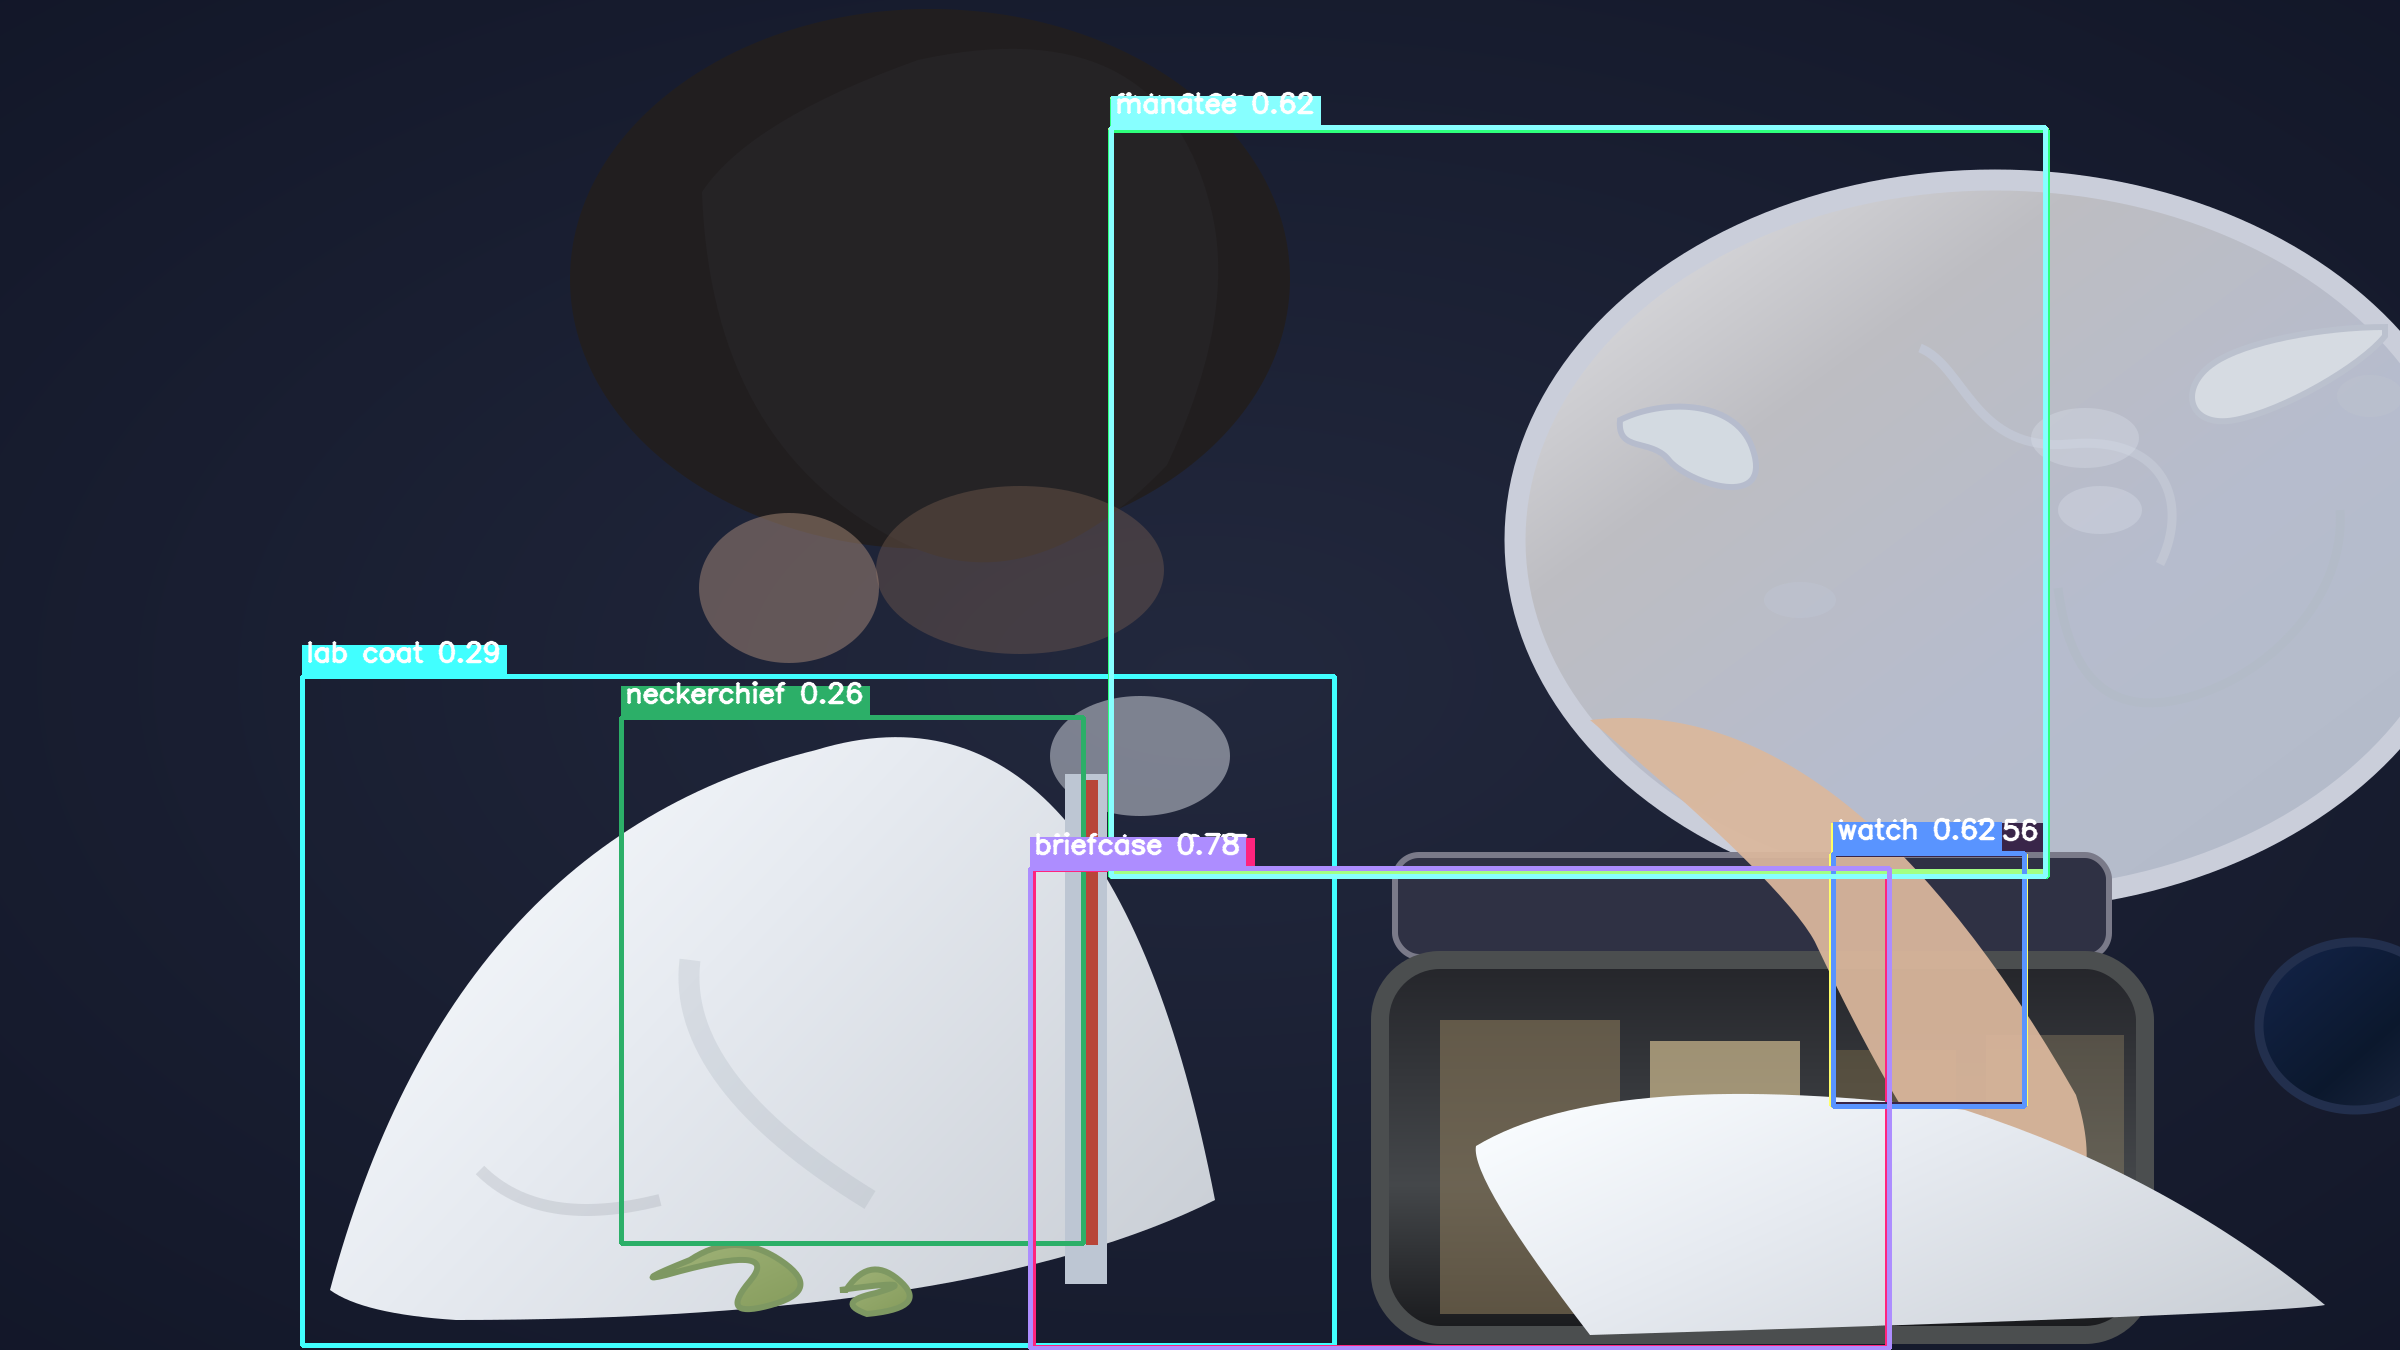 manatee 0.62
lab coat 0.29
neckerchief 0.26
watch 0.62 56
briefcase 0.78